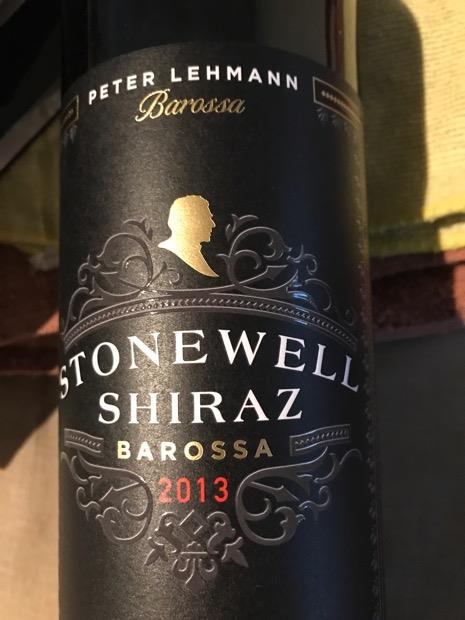 PETER LEHMANN
Barossa
STONEWELL
SHIRAZ
BAROSSA
2013